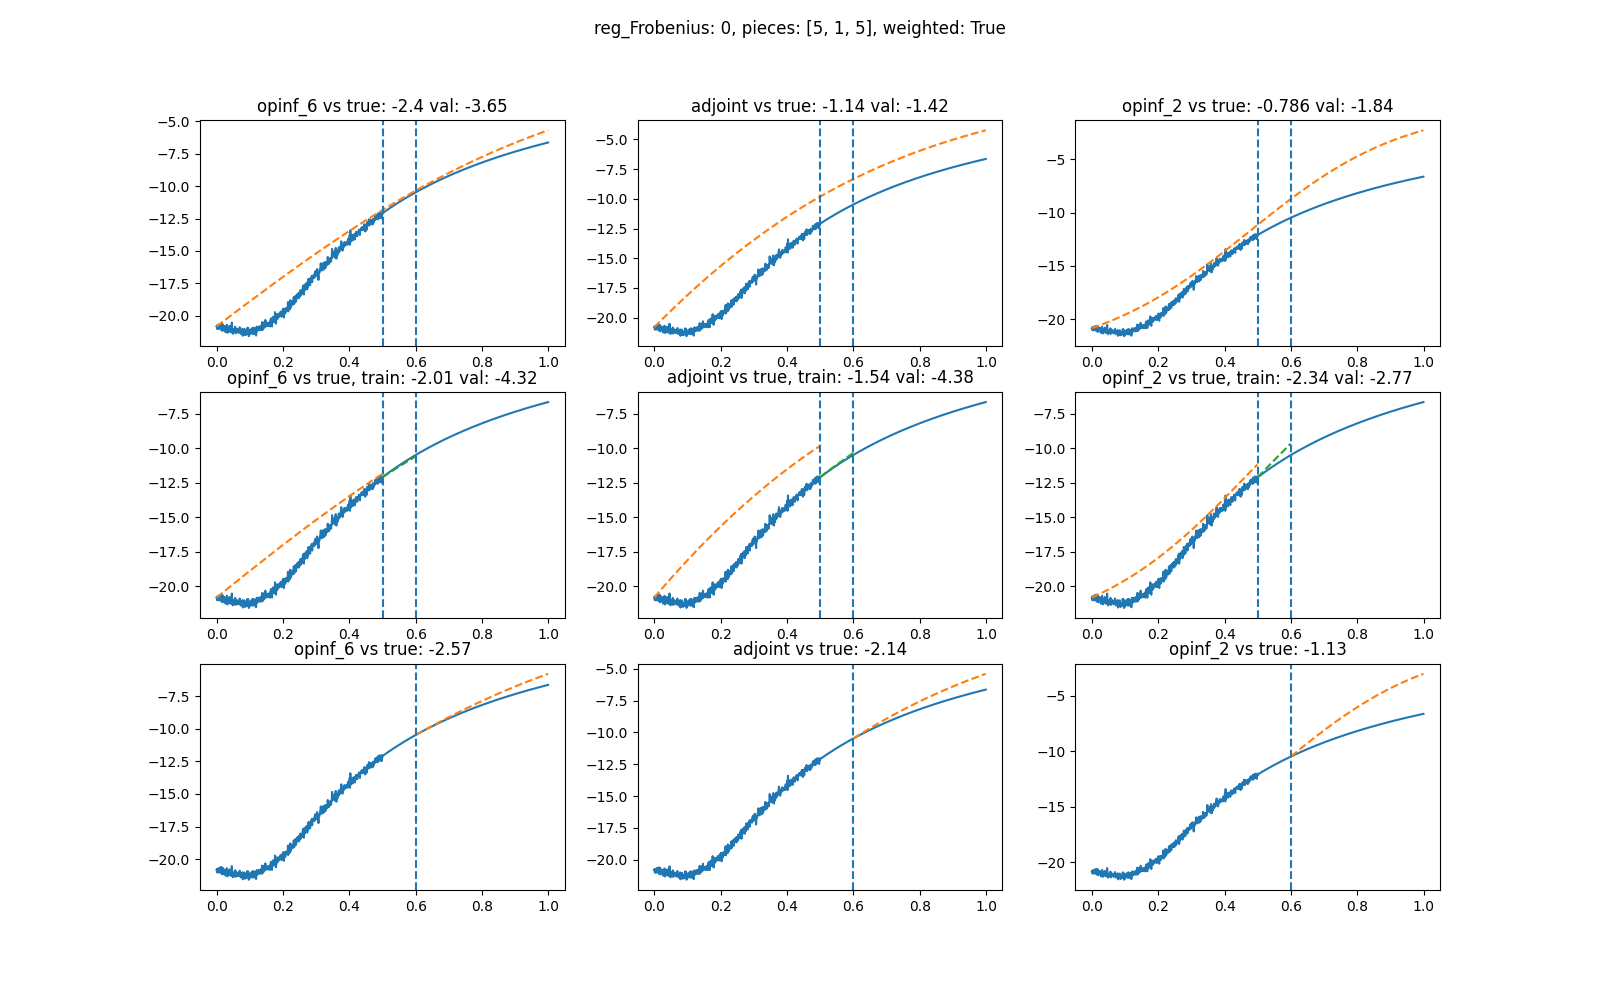 reg_Frobenius: 0, pieces: [5, 1, 5], weighted: True
opinf_6 vs true: -2.4 val: -3.65
adjoint vs true: -1.14 val: -1.42
opinf_2 vs true: -0.786 val: -1.84
−5.0
−7.5
−10.0
−12.5
−15.0
−17.5
−20.0
0.0 0.2 0.4 0.6 0.8 1.0
−5.0
−7.5
−10.0
−12.5
−15.0
−17.5
−20.0
0.0 0.2 0.4 0.6 0.8 1.0
−5
−10
−15
−20
0.0 0.2 0.4 0.6 0.8 1.0
opinf_6 vs true, train: -2.01 val: -4.32
adjoint vs true, train: -1.54 val: -4.38
opinf_2 vs true, train: -2.34 val: -2.77
−7.5
−10.0
−12.5
−15.0
−17.5
−20.0
0.0 0.2 0.4 0.6 0.8 1.0
−7.5
−10.0
−12.5
−15.0
−17.5
−20.0
0.0 0.2 0.4 0.6 0.8 1.0
−7.5
−10.0
−12.5
−15.0
−17.5
−20.0
0.0 0.2 0.4 0.6 0.8 1.0
opinf_6 vs true: -2.57
adjoint vs true: -2.14
opinf_2 vs true: -1.13
−7.5
−10.0
−12.5
−15.0
−17.5
−20.0
0.0 0.2 0.4 0.6 0.8 1.0
−5.0
−7.5
−10.0
−12.5
−15.0
−17.5
−20.0
0.0 0.2 0.4 0.6 0.8 1.0
−5
−10
−15
−20
0.0 0.2 0.4 0.6 0.8 1.0